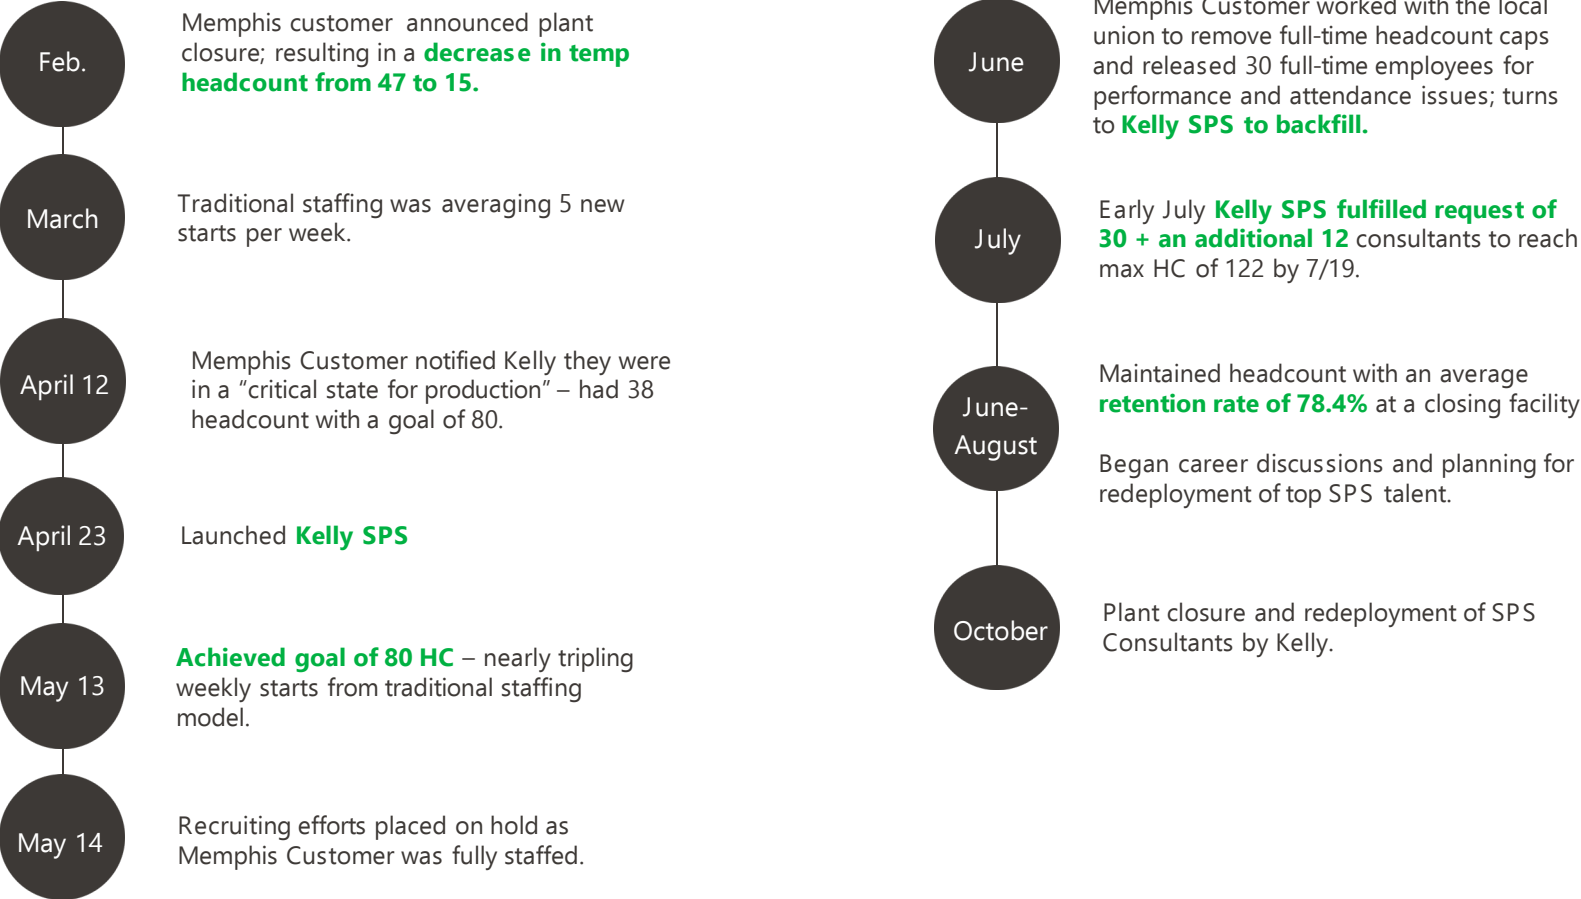 Feb.
Memphis customer announced plant
closure; resulting in a decrease in temp
headcount from 47 to 15.
March
Traditional staffing was averaging 5 new
starts per week.
April 12
Memphis Customer notified Kelly they were
in a “critical state for production” – had 38
headcount with a goal of 80.
April 23
Launched Kelly SPS
May 13
Achieved goal of 80 HC – nearly tripling
weekly starts from traditional staffing
model.
May 14
Recruiting efforts placed on hold as
Memphis Customer was fully staffed.
June
Memphis Customer worked with the local
union to remove full-time headcount caps
and released 30 full-time employees for
performance and attendance issues; turns
to Kelly SPS to backfill.
July
Early July Kelly SPS fulfilled request of
30 + an additional 12 consultants to reach
max HC of 122 by 7/19.
June-
August
Maintained headcount with an average
retention rate of 78.4% at a closing facility
Began career discussions and planning for
redeployment of top SPS talent.
October
Plant closure and redeployment of SPS
Consultants by Kelly.